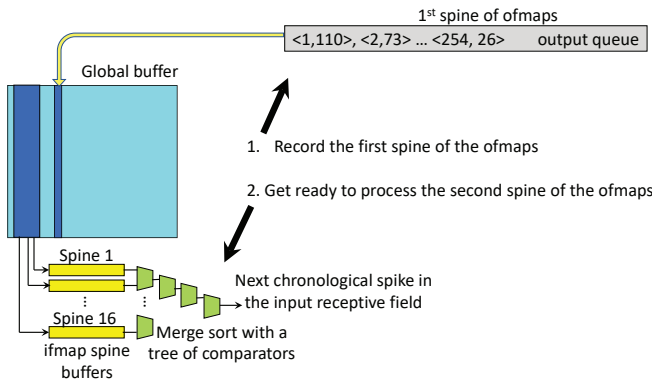 1st spine of ofmaps
<1,110>, <2,73> ... <254, 26> output queue
Global buffer
1. Record the first spine of the ofmaps
2. Get ready to process the second spine of the ofmaps
Spine 1
Next chronological spike in
the input receptive field
...
...
Spine 16
Merge sort with a
tree of comparators
ifmap spine
buffers